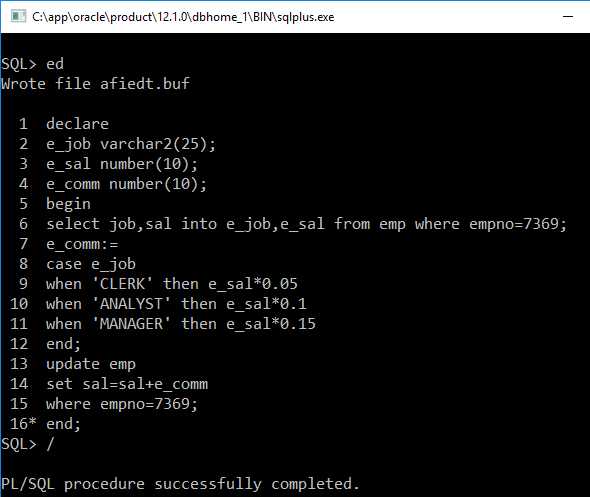 C:\app\oracle\product\12.1.0\dbhome_1\BIN\sqlplus.exe
SQL> ed
Wrote file afiedt.buf
1 declare
2 e_job varchar2(25);
3 e_sal number(10);
4 e_comm number(10);
5 begin
6 select job,sal into e_job,e_sal from emp where empno=7369;
7 e_comm:=
8 case e_job
9 when 'CLERK' then e_sal*0.05
10 when 'ANALYST' then e_sal*0.1
11 when 'MANAGER' then e_sal*0.15
12 end;
13 update emp
14 set sal=sal+e_comm
15 where empno=7369;
16* end;
SQL> /
PL/SQL procedure successfully completed.